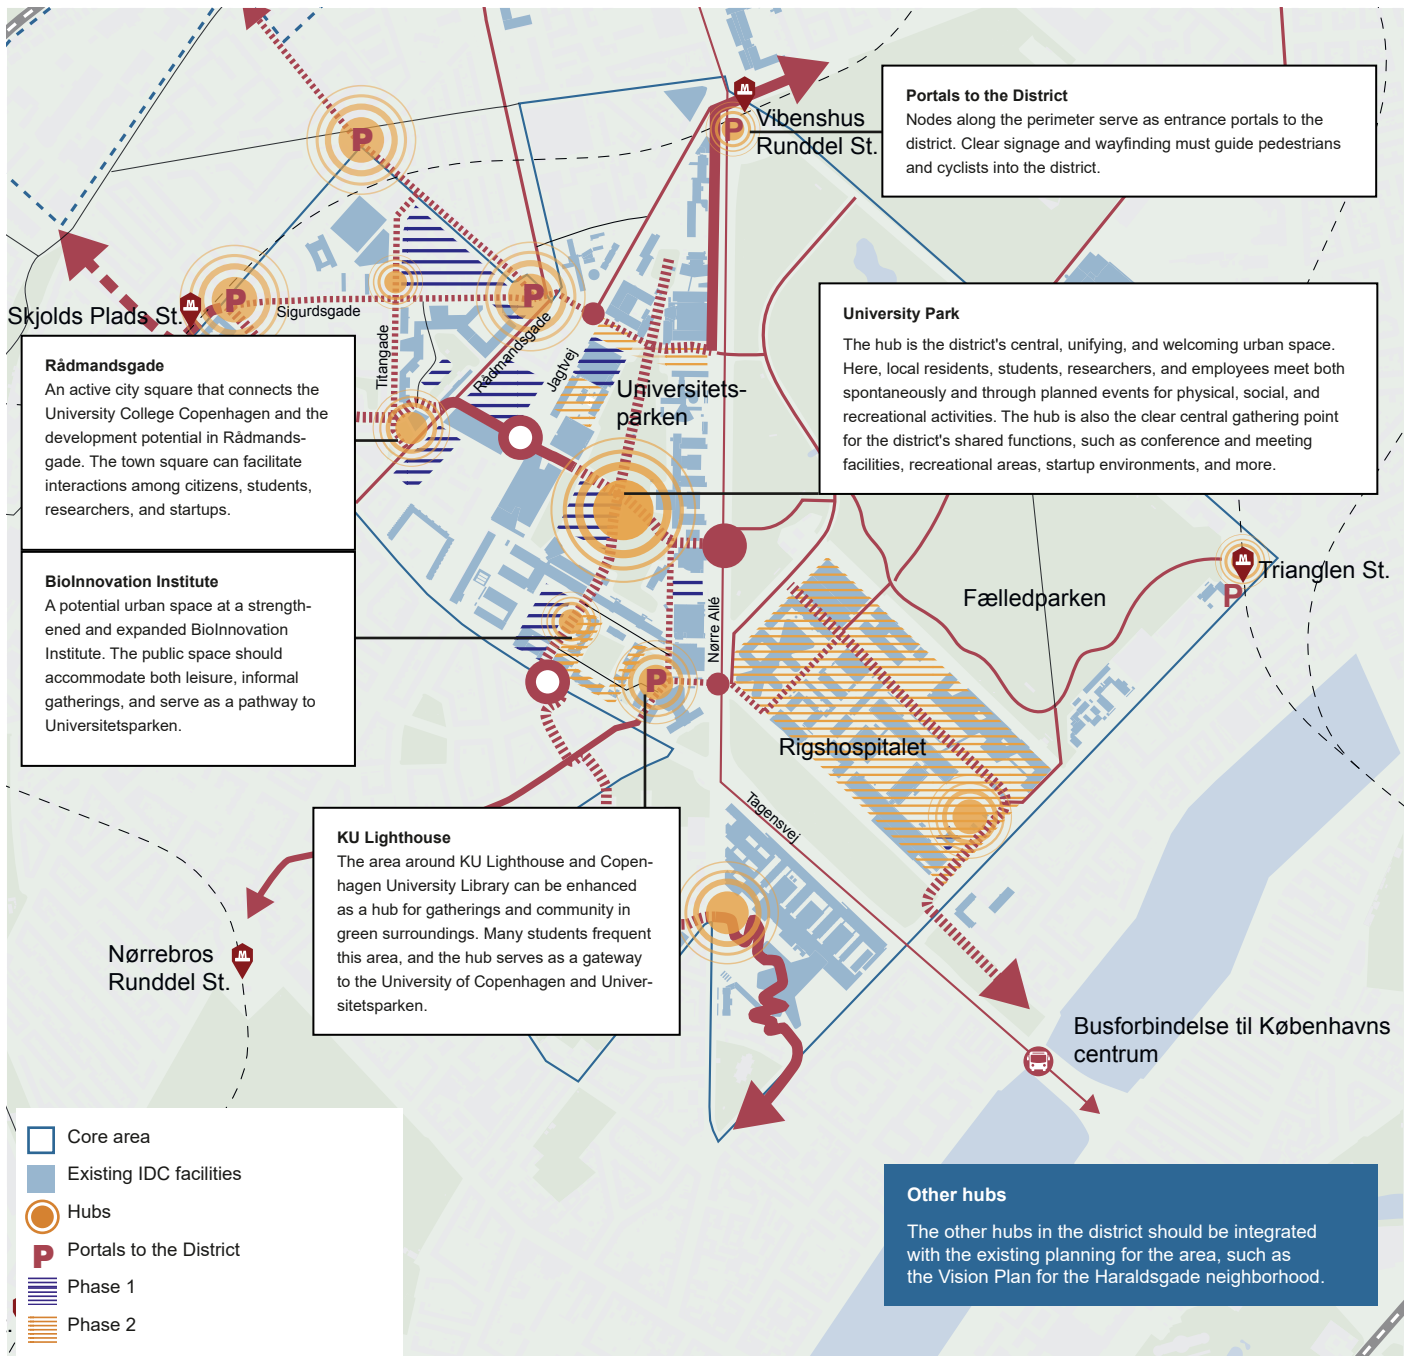 P
Vibenshus
Runddel St.
P
Portals to the District
Nodes along the perimeter serve as entrance portals to the
district. Clear signage and wayfinding must guide pedestrians
and cyclists into the district.
P
P
Skjolds Plads St.
Sigurdsgade
Titangade
Rådmandsgade
Jagtvej
Universitets-
parken
University Park
The hub is the district's central, unifying, and welcoming urban space.
Here, local residents, students, researchers, and employees meet both
spontaneously and through planned events for physical, social, and
recreational activities. The hub is also the clear central gathering point
for the district's shared functions, such as conference and meeting
facilities, recreational areas, startup environments, and more.
Rådmandsgade
An active city square that connects the
University College Copenhagen and the
development potential in Rådmands-
gade. The town square can facilitate
interactions among citizens, students,
researchers, and startups.
BioInnovation Institute
A potential urban space at a strength-
ened and expanded BioInnovation
Institute. The public space should
accommodate both leisure, informal
gatherings, and serve as a pathway to
Universitetsparken.
M
M
M
M
Trianglen St.
P
Fælledparken
Nørre Allé
P
Rigshospitalet
Tagensvej
KU Lighthouse
The area around KU Lighthouse and Copen-
hagen University Library can be enhanced
as a hub for gatherings and community in
green surroundings. Many students frequent
this area, and the hub serves as a gateway
to the University of Copenhagen and Univer-
sitetsparken.
Nørrebros
Runddel St.
Busforbindelse til Københavns
centrum
Core area
Existing IDC facilities
Hubs
P Portals to the District
Phase 1
Phase 2
Other hubs
The other hubs in the district should be integrated
with the existing planning for the area, such as
the Vision Plan for the Haraldsgade neighborhood.